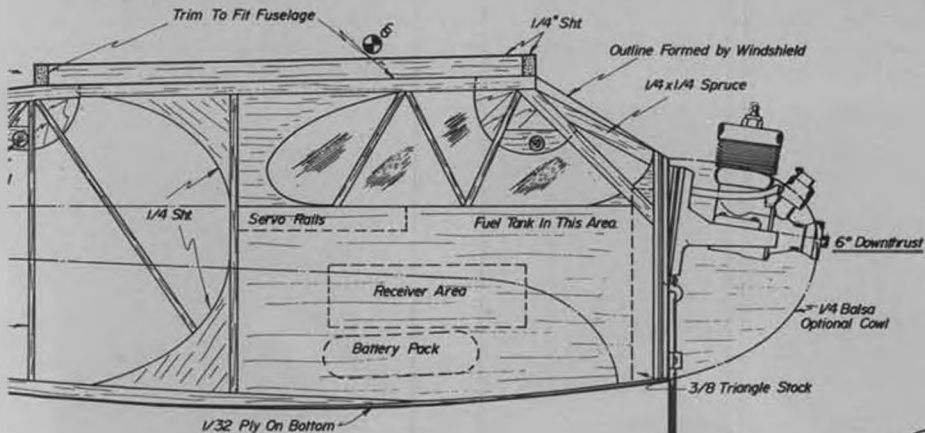 Trim To Fit Fuselage
1/4" Sht
Outline Formed by Windshield
1/4 x 1/4 Spruce
1/4 Sht.
Servo Rails
Fuel Tank In This Area
6° Downthrust
Receiver Area
1/4 Balsa
Optional Cowl
Battery Pack
3/8 Triangle Stock
1/32 Ply On Bottom